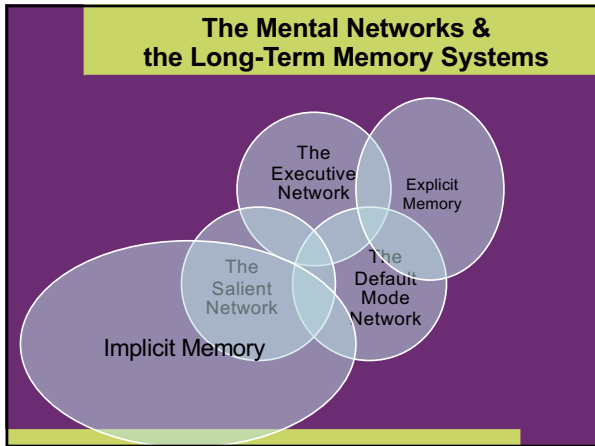 The Mental Networks &
the Long-Term Memory Systems
The
Executive
Network
Explicit
Memory
The
Salient
Network
The
Default
Mode
Network
Implicit Memory